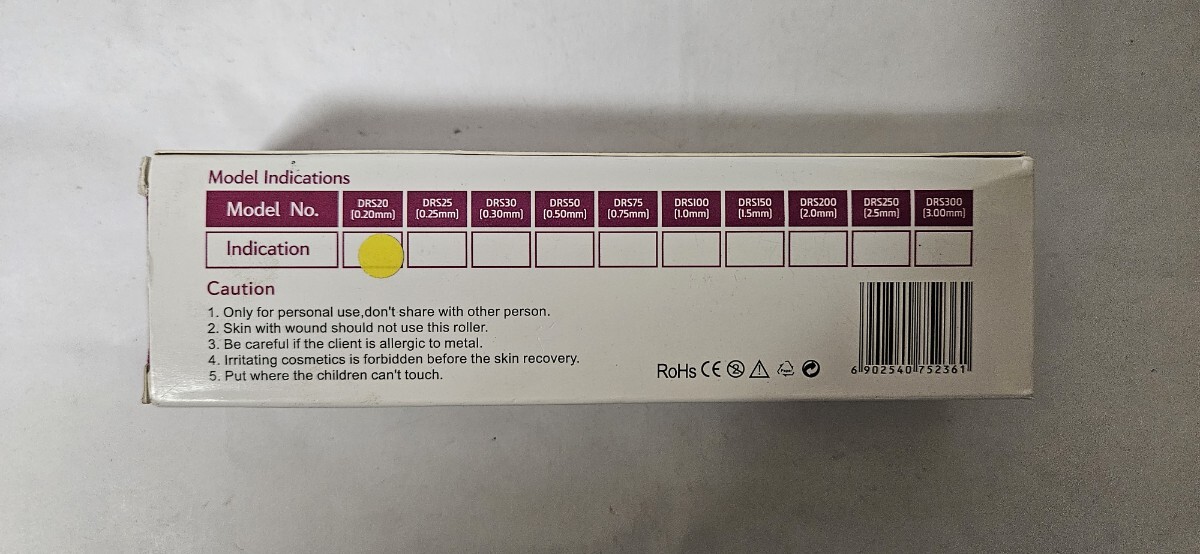 Model Indications
Model No. DRS20 DRS25 DRS30 DRS50 DRS75 DRS100 DRS150 DRS200 DRS250 DRS300
(0.20mm) (0.25mm) (0.30mm) (0.50mm) (0.75mm) (1.0mm) (1.5mm) (2.0mm) (2.5mm) (3.00mm)
Indication
Caution
1. Only for personal use,don't share with other person.
2. Skin with wound should not use this roller.
3. Be careful if the client is allergic to metal.
4. Irritating cosmetics is forbidden before the skin recovery.
5. Put where the children can't touch.
RoHs CE
6 902540 752361